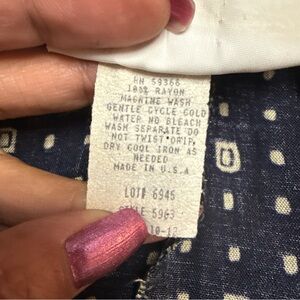 RN 59366
100% RAYON
MACHINE WASH
GENTLE CYCLE COLD
WATER NO BLEACH
WASH SEPARATE DO
NOT TWIST DRIP
DRY COOL IRON AS
NEEDED
MADE IN U.S.A
LOT# 6945
STYLE 5963
10-12